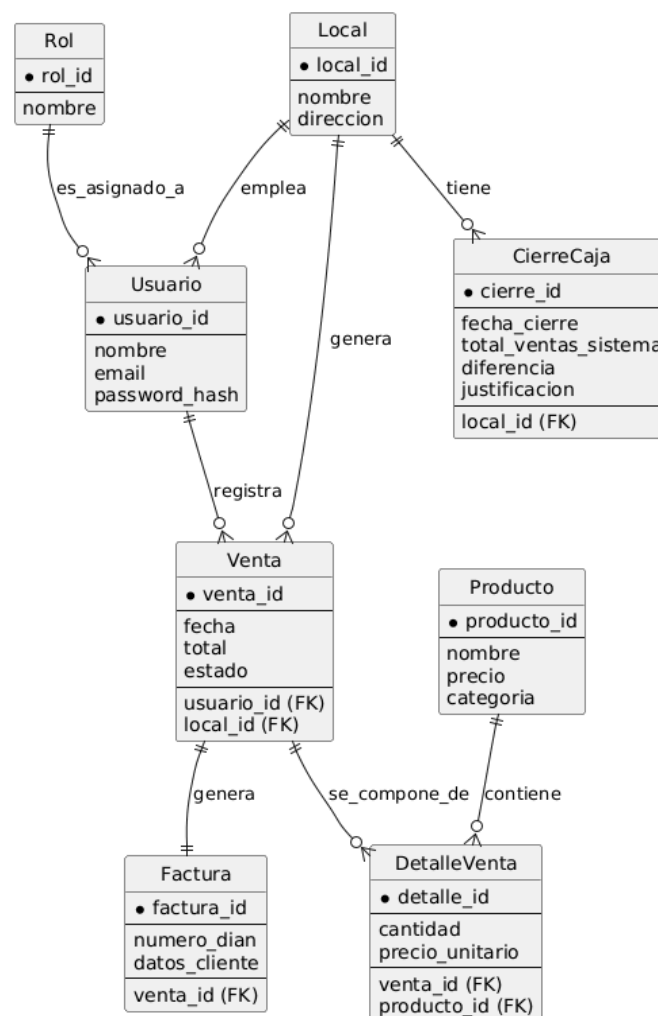 Rol
rol_id
nombre
Local
local_id
nombre
direccion
es_asignado_a
emplea
tiene
Usuario
usuario_id
nombre
email
password_hash
genera
CierreCaja
cierre_id
fecha_cierre
total_ventas_sistema
diferencia
justificacion
local_id (FK)
registra
Venta
venta_id
fecha
total
estado
usuario_id (FK)
local_id (FK)
Producto
producto_id
nombre
precio
categoria
genera
se_compone_de
contiene
Factura
factura_id
numero_dian
datos_cliente
venta_id (FK)
DetalleVenta
detalle_id
cantidad
precio_unitario
venta_id (FK)
producto_id (FK)